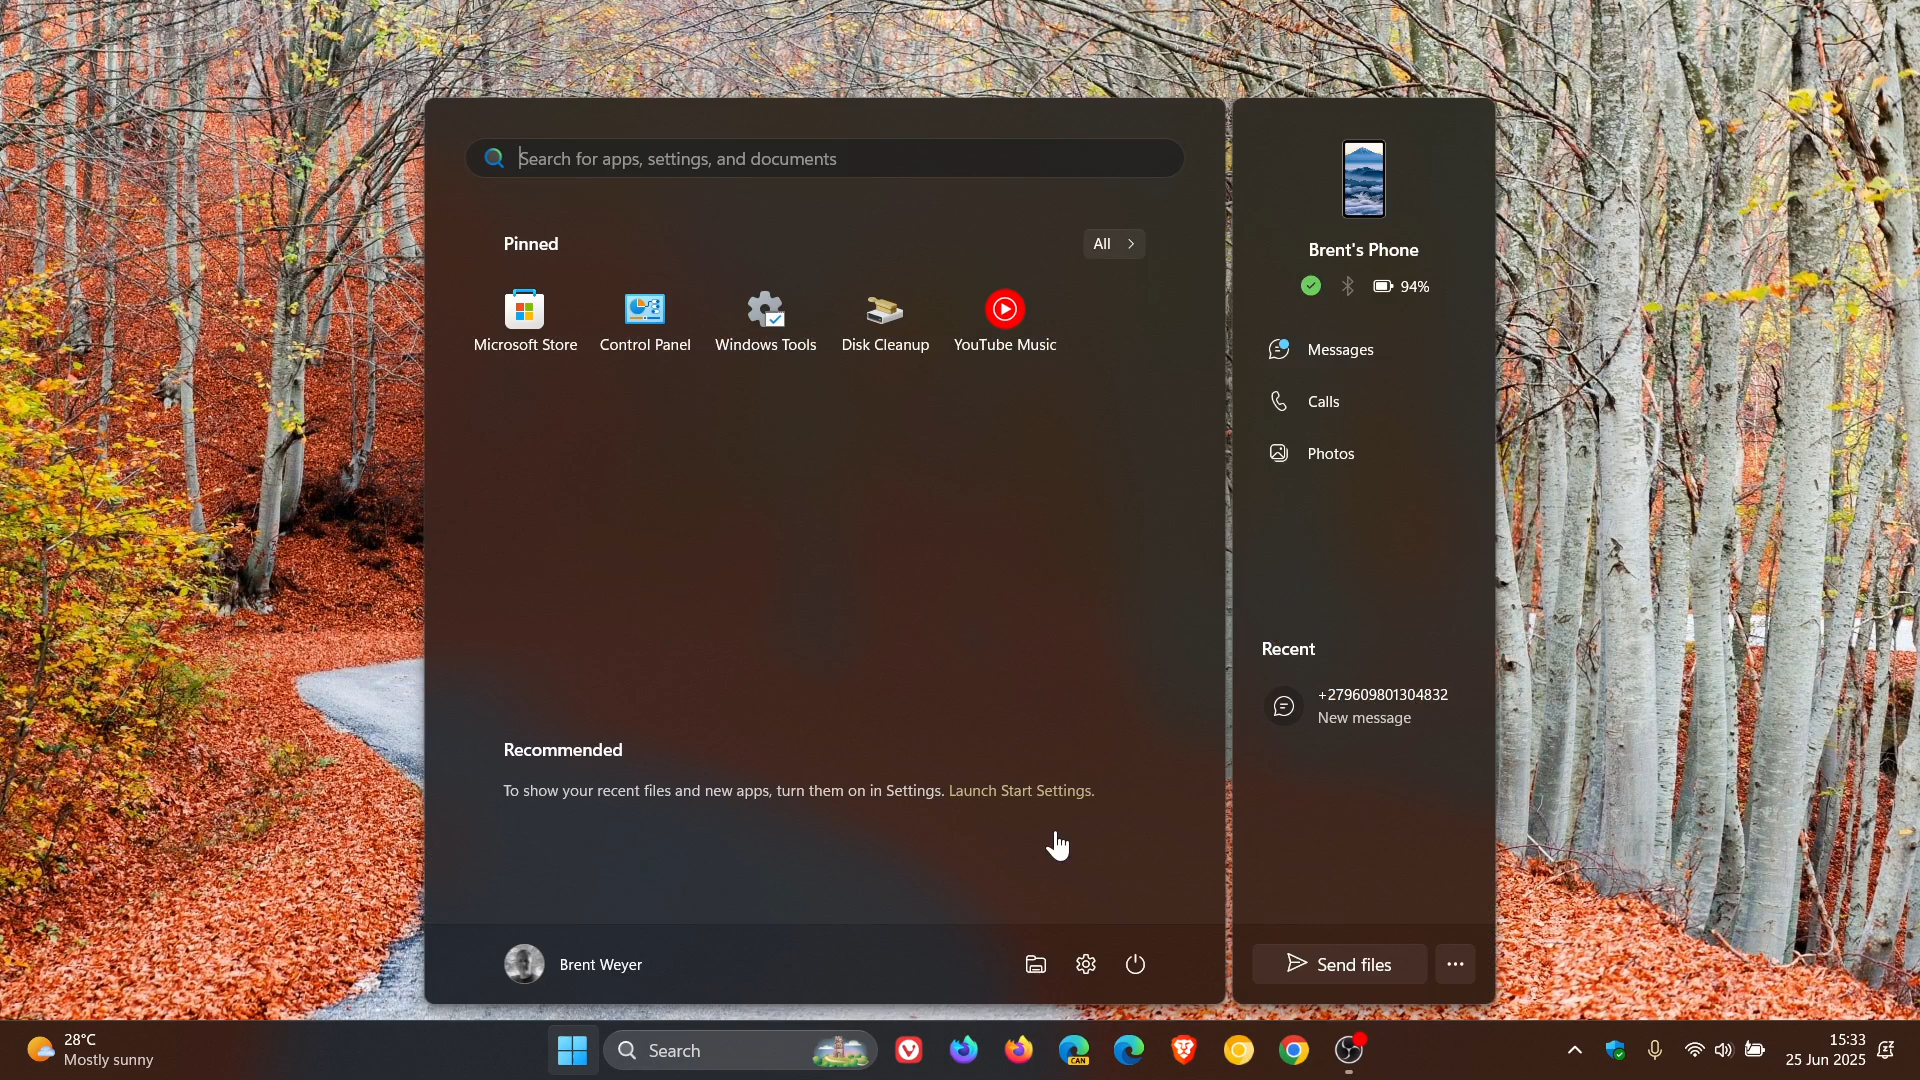 Search for apps, settings, and documents
Pinned
All
Microsoft Store
Control Panel
Windows Tools
Disk Cleanup
YouTube Music
Recommended
To show your recent files and new apps, turn them on in Settings. Launch Start Settings.
Brent Weyer
Brent's Phone
94%
Messages
Calls
Photos
Recent
+279609801304832
New message
Send files
28°C
Mostly sunny
Search
CAN
15:33
25 Jun 2025